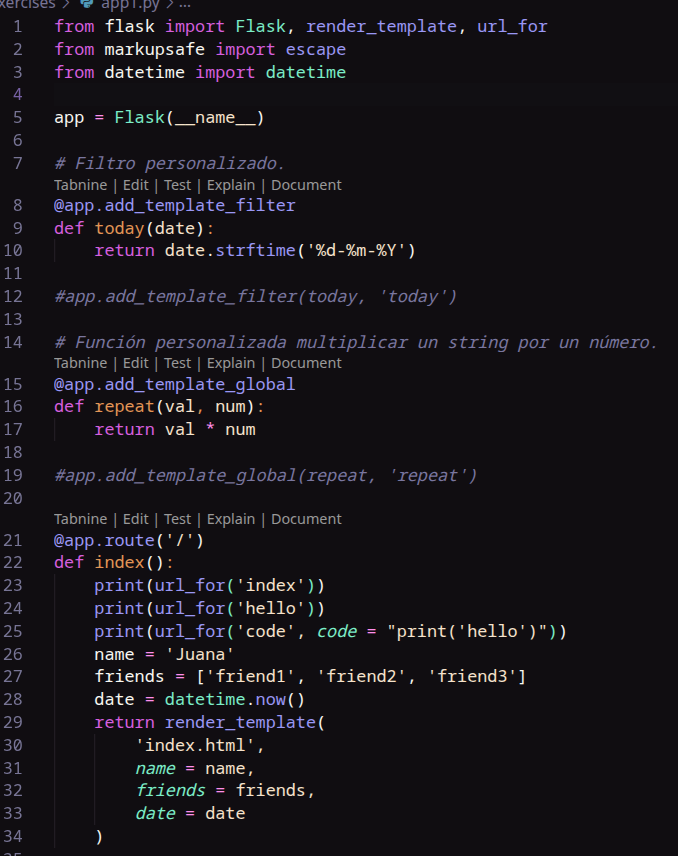 xercises > app1.py > ...
1 from flask import Flask, render_template, url_for
2 from markupsafe import escape
3 from datetime import datetime
4
5 app = Flask(__name__)
6
7 # Filtro personalizado.
Tabnine | Edit | Test | Explain | Document
8 @app.add_template_filter
9 def today(date):
10     return date.strftime('%d-%m-%Y')
11
12 #app.add_template_filter(today, 'today')
13
14 # Función personalizada multiplicar un string por un número.
Tabnine | Edit | Test | Explain | Document
15 @app.add_template_global
16 def repeat(val, num):
17     return val * num
18
19 #app.add_template_global(repeat, 'repeat')
20
Tabnine | Edit | Test | Explain | Document
21 @app.route('/')
22 def index():
23     print(url_for('index'))
24     print(url_for('hello'))
25     print(url_for('code', code = "print('hello')"))
26     name = 'Juana'
27     friends = ['friend1', 'friend2', 'friend3']
28     date = datetime.now()
29     return render_template(
30         'index.html',
31         name = name,
32         friends = friends,
33         date = date
34     )